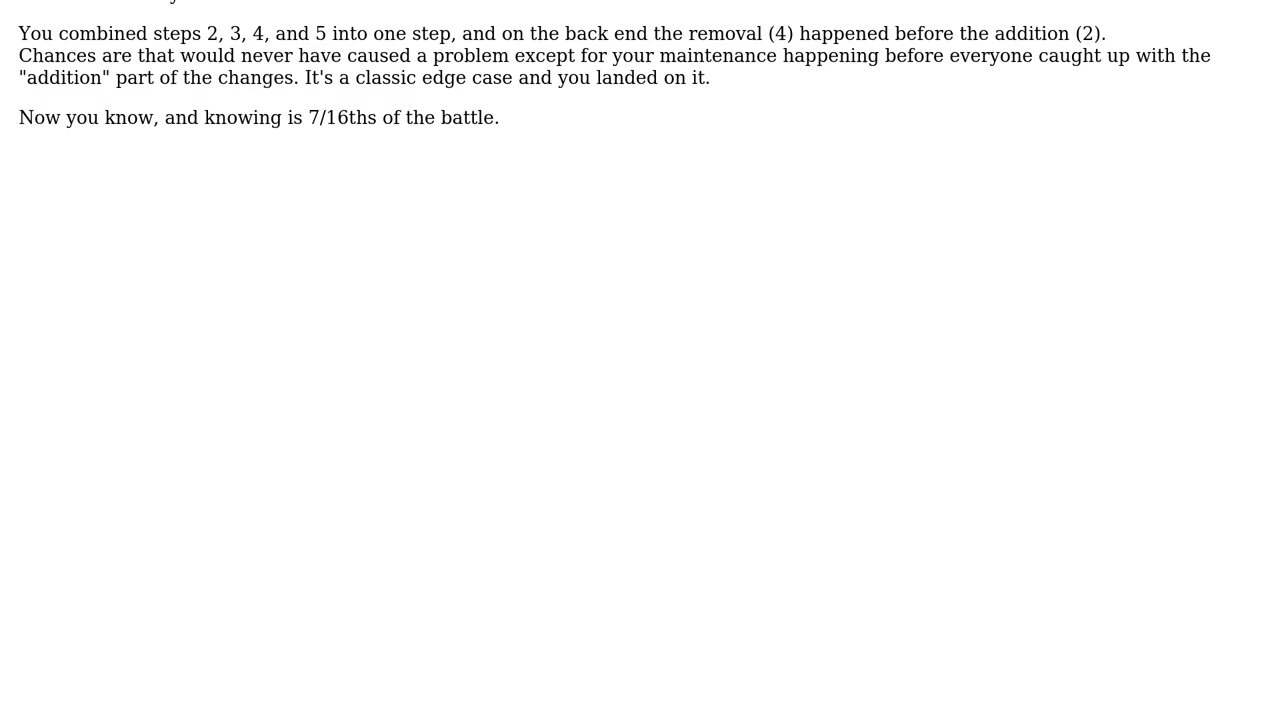 You combined steps 2, 3, 4, and 5 into one step, and on the back end the removal (4) happened before the addition (2).
Chances are that would never have caused a problem except for your maintenance happening before everyone caught up with the
"addition" part of the changes. It's a classic edge case and you landed on it.
Now you know, and knowing is 7/16ths of the battle.